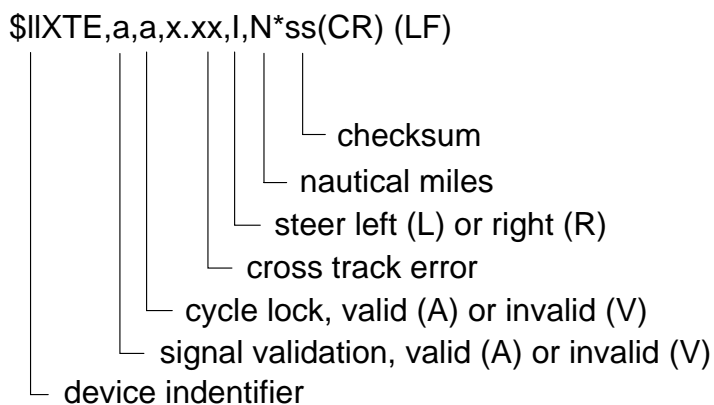 $llXTE,a,a,x.xx,l,N*ss(CR) (LF)
checksum
nautical miles
steer left (L) or right (R)
cross track error
cycle lock, valid (A) or invalid (V)
signal validation, valid (A) or invalid (V)
device indentifier